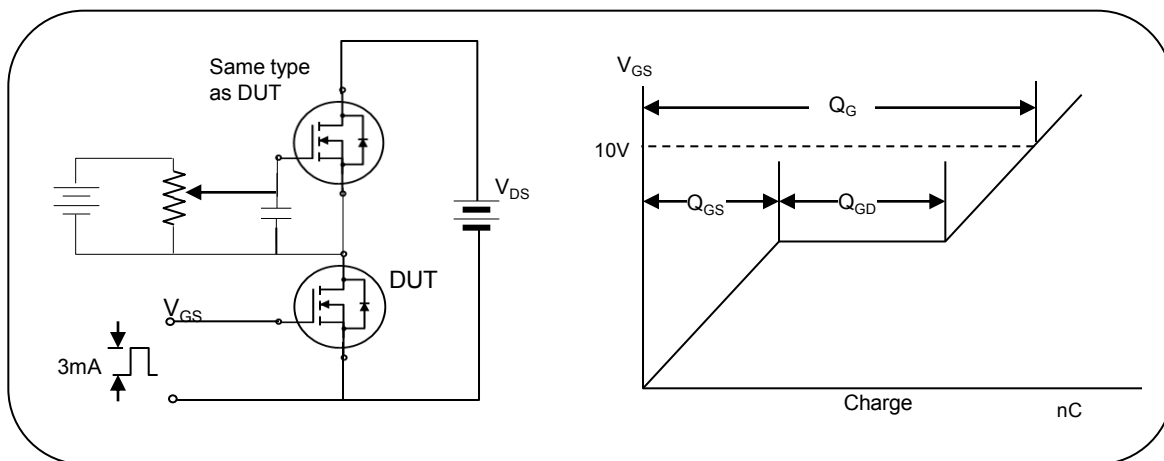 Same type
as DUT
V_DS
DUT
V_GS
3mA
V_GS
Q_G
10V
Q_GS
Q_GD
Charge
nC